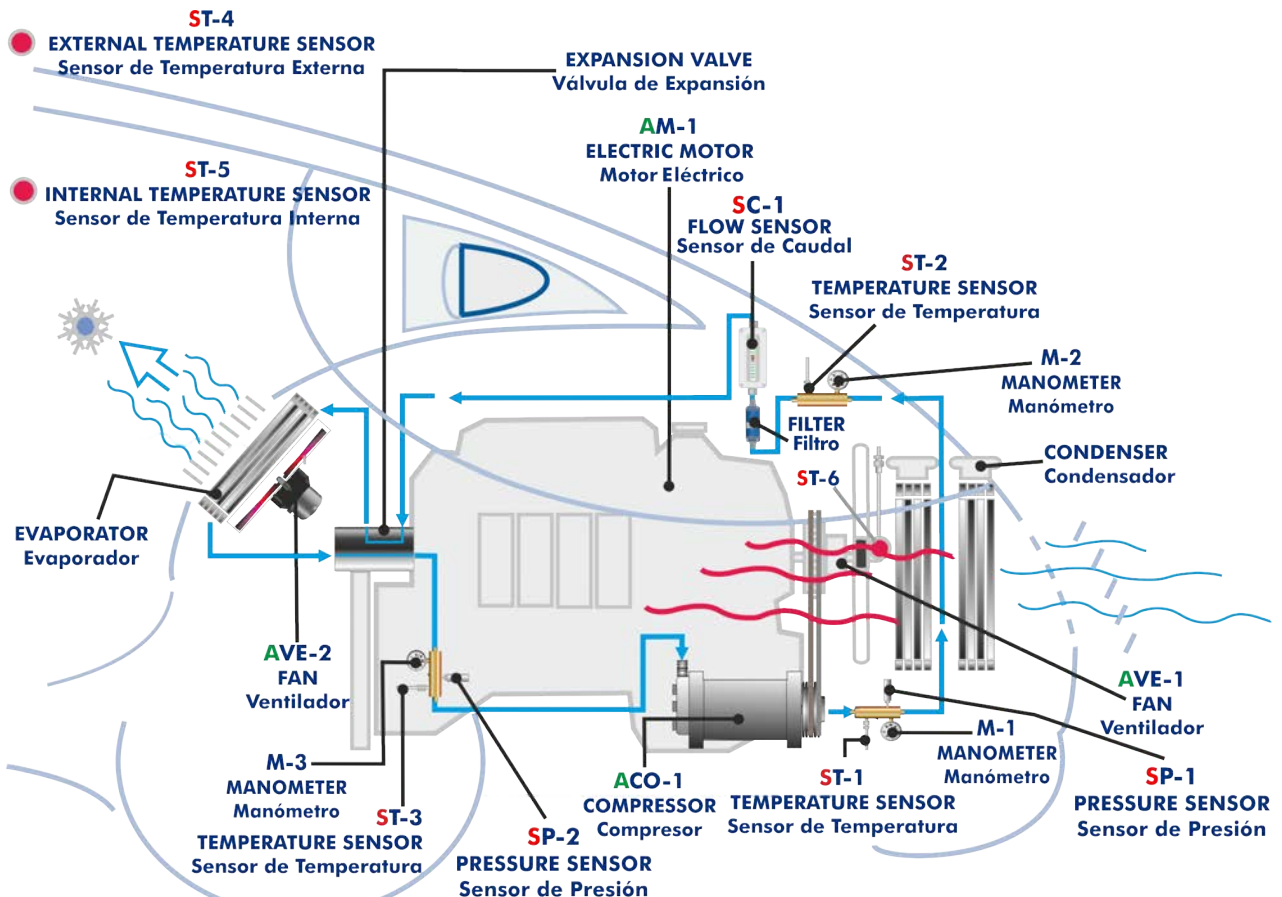 ST-4
EXTERNAL TEMPERATURE SENSOR
Sensor de Temperatura Externa
EXPANSION VALVE
Válvula de Expansión
AM-1
ELECTRIC MOTOR
Motor Eléctrico
ST-5
INTERNAL TEMPERATURE SENSOR
Sensor de Temperatura Interna
SC-1
FLOW SENSOR
Sensor de Caudal
ST-2
TEMPERATURE SENSOR
Sensor de Temperatura
M-2
MANOMETER
Manómetro
FILTER
Filtro
CONDENSER
Condensador
ST-6
EVAPORATOR
Evaporador
AVE-2
FAN
Ventilador
AVE-1
FAN
Ventilador
M-3
MANOMETER
Manómetro
ST-3
TEMPERATURE SENSOR
Sensor de Temperatura
SP-2
PRESSURE SENSOR
Sensor de Presión
ACO-1
COMPRESSOR
Compresor
ST-1
TEMPERATURE SENSOR
Sensor de Temperatura
M-1
MANOMETER
Manómetro
SP-1
PRESSURE SENSOR
Sensor de Presión